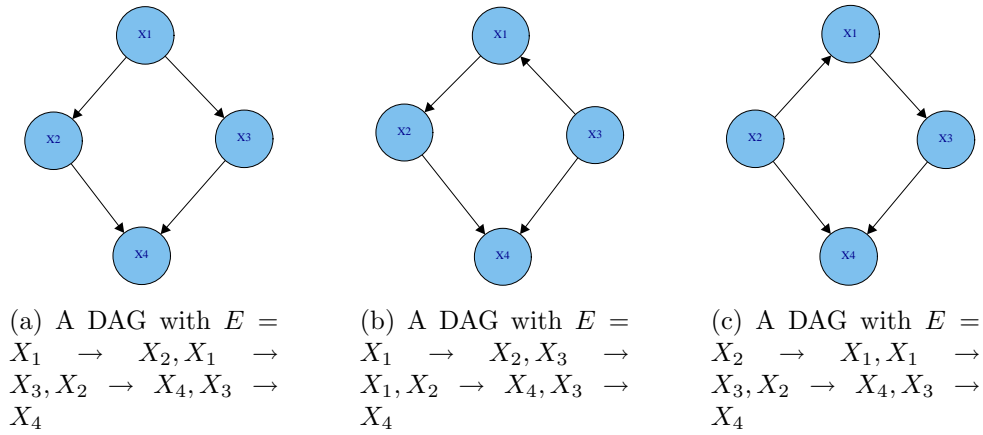 X1
X2
X3
X4
X1
X2
X3
X4
X1
X2
X3
X4
(a) A DAG with E =
X₁ → X₂, X₁ →
X₃, X₂ → X₄, X₃ →
X₄
(b) A DAG with E =
X₁ → X₂, X₃ →
X₁, X₂ → X₄, X₃ →
X₄
(c) A DAG with E =
X₂ → X₁, X₁ →
X₃, X₂ → X₄, X₃ →
X₄